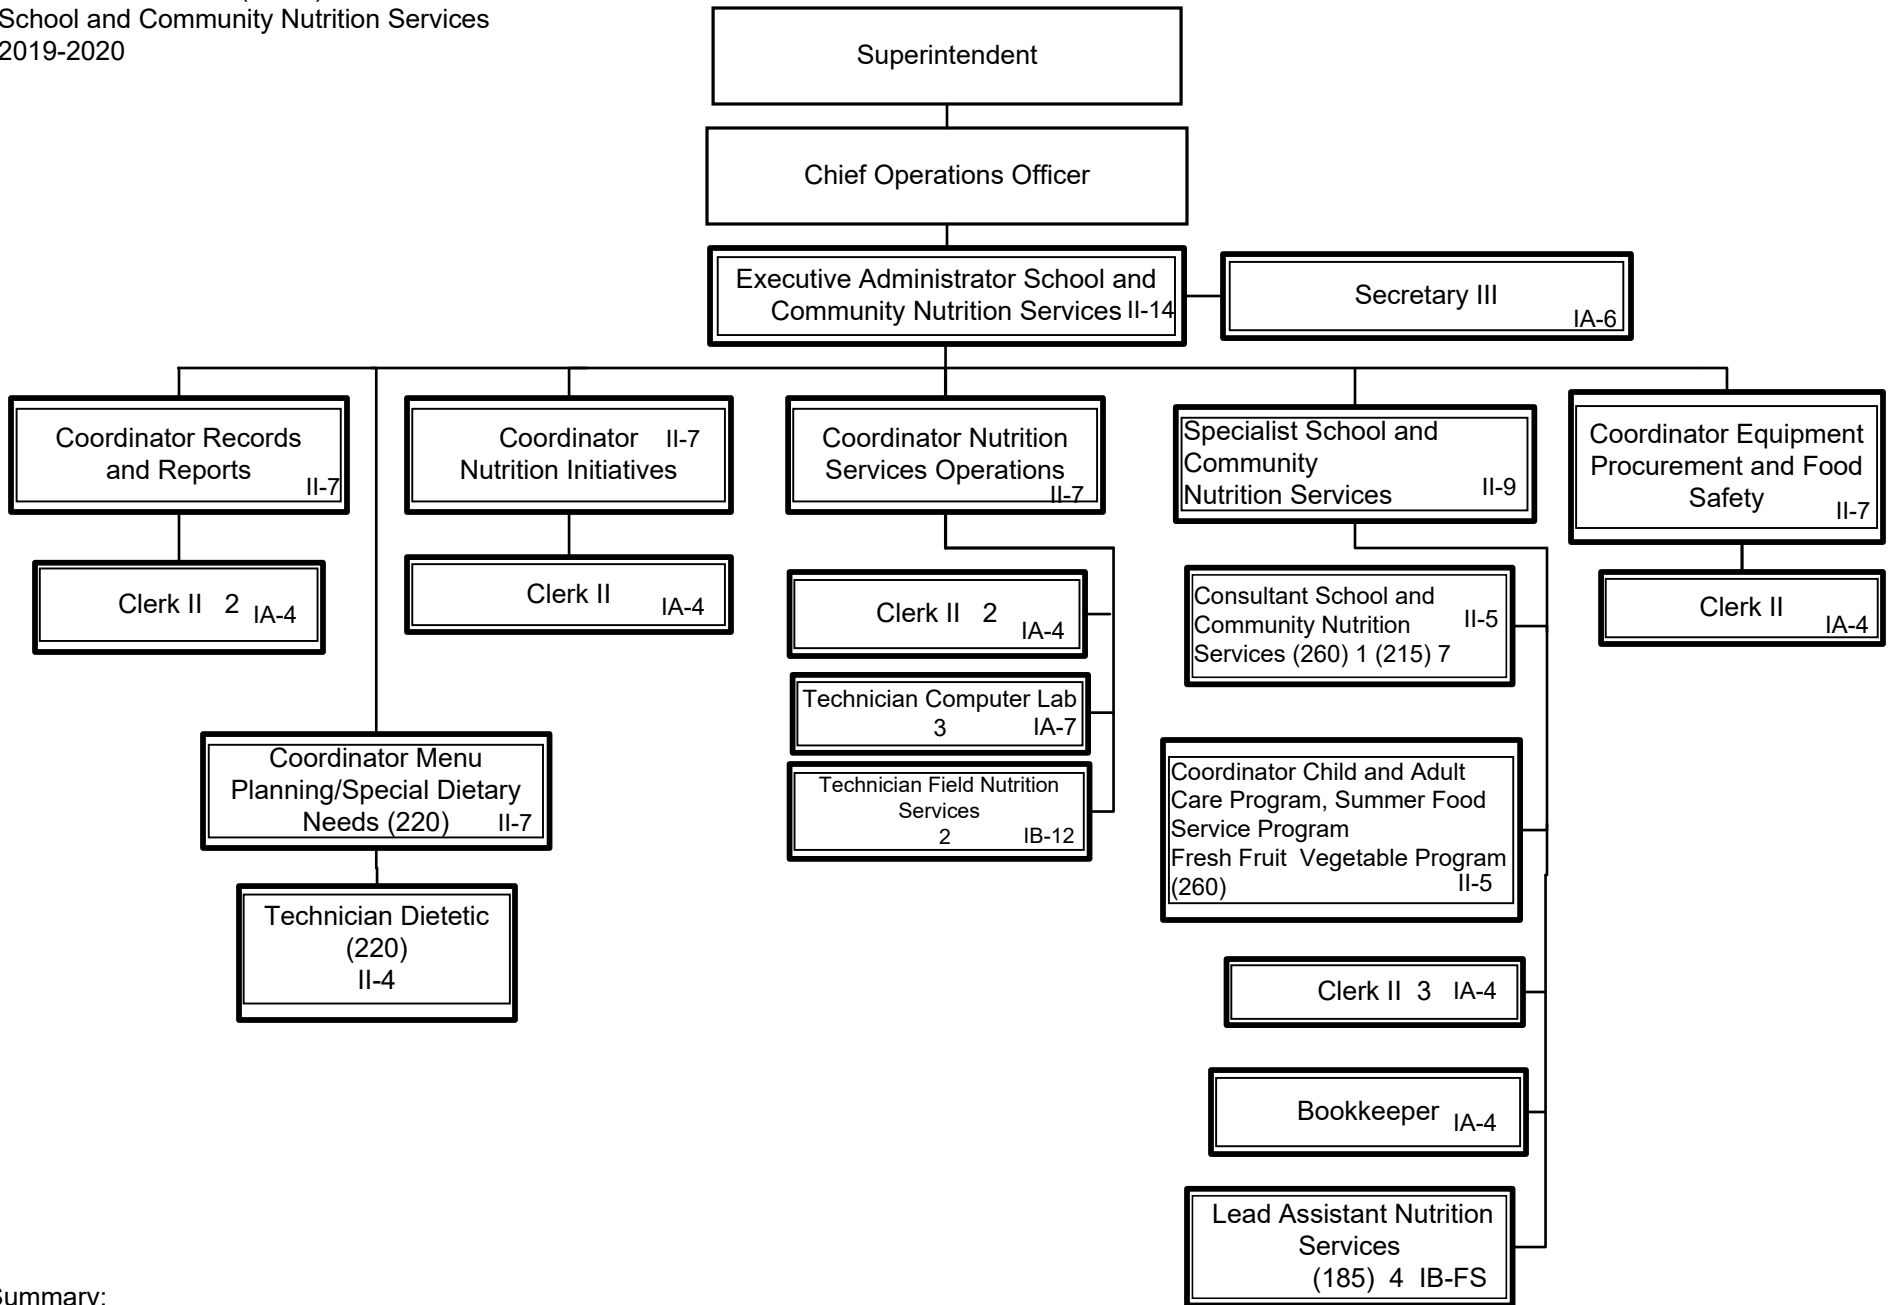 School and Community Nutrition Services
2019-2020
Superintendent
Chief Operations Officer
Executive Administrator School and
Community Nutrition Services II-14
Secretary III
IA-6
Coordinator Records
and Reports
II-7
Coordinator II-7
Nutrition Initiatives
Coordinator Nutrition
Services Operations
II-7
Specialist School and
Community
Nutrition Services II-9
Coordinator Equipment
Procurement and Food
Safety
II-7
Clerk II 2 IA-4
Clerk II IA-4
Clerk II 2
IA-4
Consultant School and
Community Nutrition II-5
Services (260) 1 (215) 7
Clerk II
IA-4
Technician Computer Lab
3 IA-7
Coordinator Menu
Planning/Special Dietary
Needs (220) II-7
Technician Field Nutrition
Services
2 IB-12
Coordinator Child and Adult
Care Program, Summer Food
Service Program
Fresh Fruit Vegetable Program
(260) II-5
Technician Dietetic
(220)
II-4
Clerk II 3 IA-4
Bookkeeper IA-4
Lead Assistant Nutrition
Services
(185) 4 IB-FS
Summary: